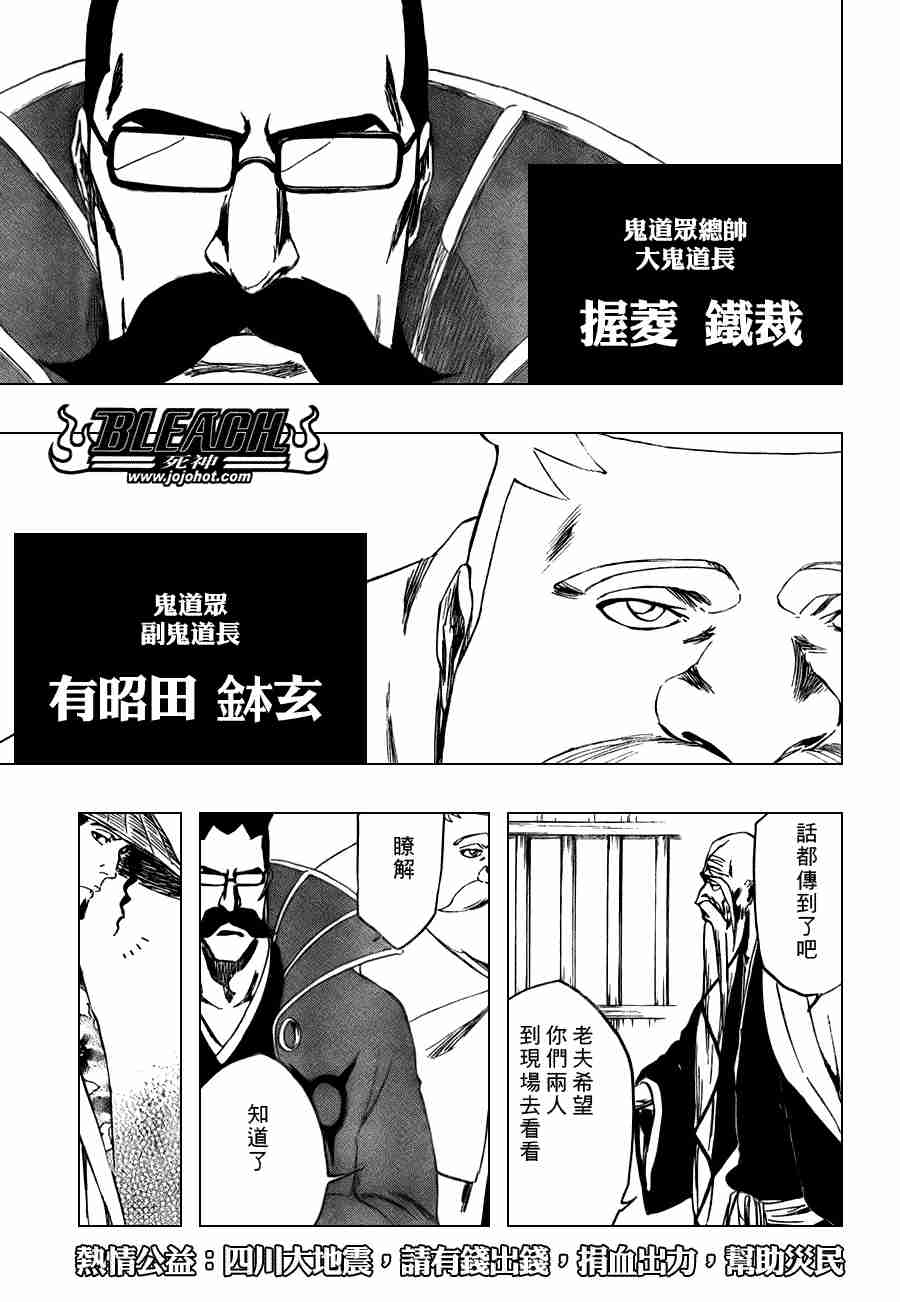 鬼道眾總帥
大鬼道長
握菱 鐵裁
BLEACH
死神
www.jojohot.com
鬼道眾
副鬼道長
有昭田 鉢玄
話都傳到了吧
老夫希望
你們兩人
到現場去看看
瞭解
知道了
熱情公益：四川大地震，請有錢出錢，捐血出力，幫助災民